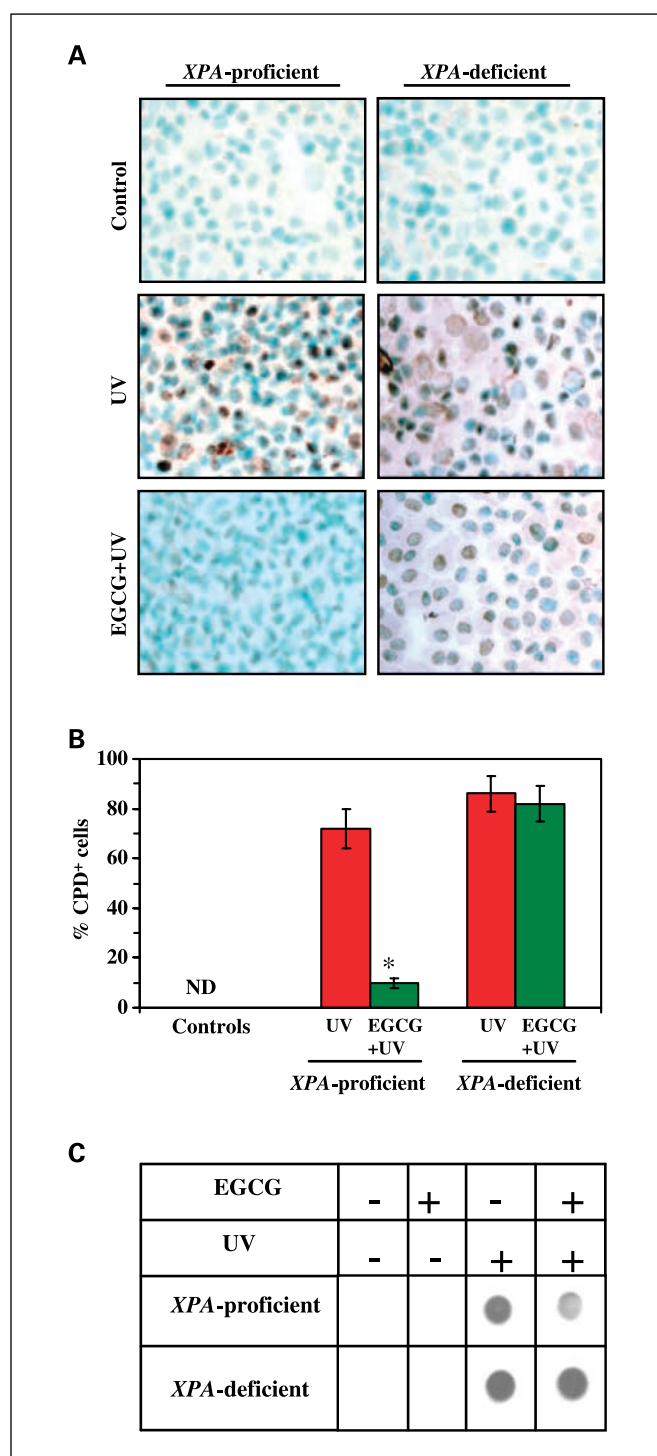 A
XPA-proficient XPA-deficient
Control
UV
EGCG+UV
B
100
80
60
40
20
0
% CPD⁺ cells
ND
*
Controls UV EGCG UV EGCG
+UV +UV
XPA-proficient XPA-deficient
C
EGCG - + - +
UV - - + +
XPA-proficient
XPA-deficient